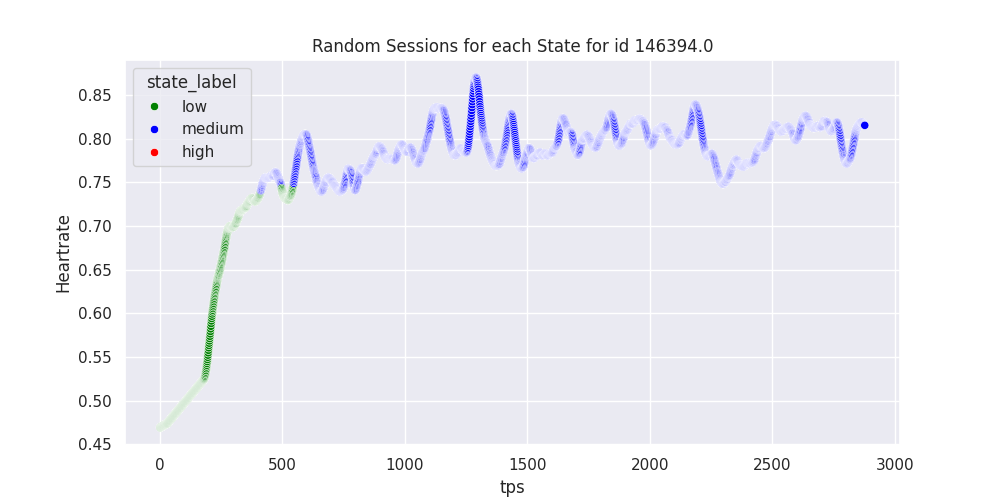 Random Sessions for each State for id 146394.0
state_label
low
medium
high
Heartrate
0.85
0.80
0.75
0.70
0.65
0.60
0.55
0.50
0.45
0
500
1000
1500
2000
2500
3000
tps